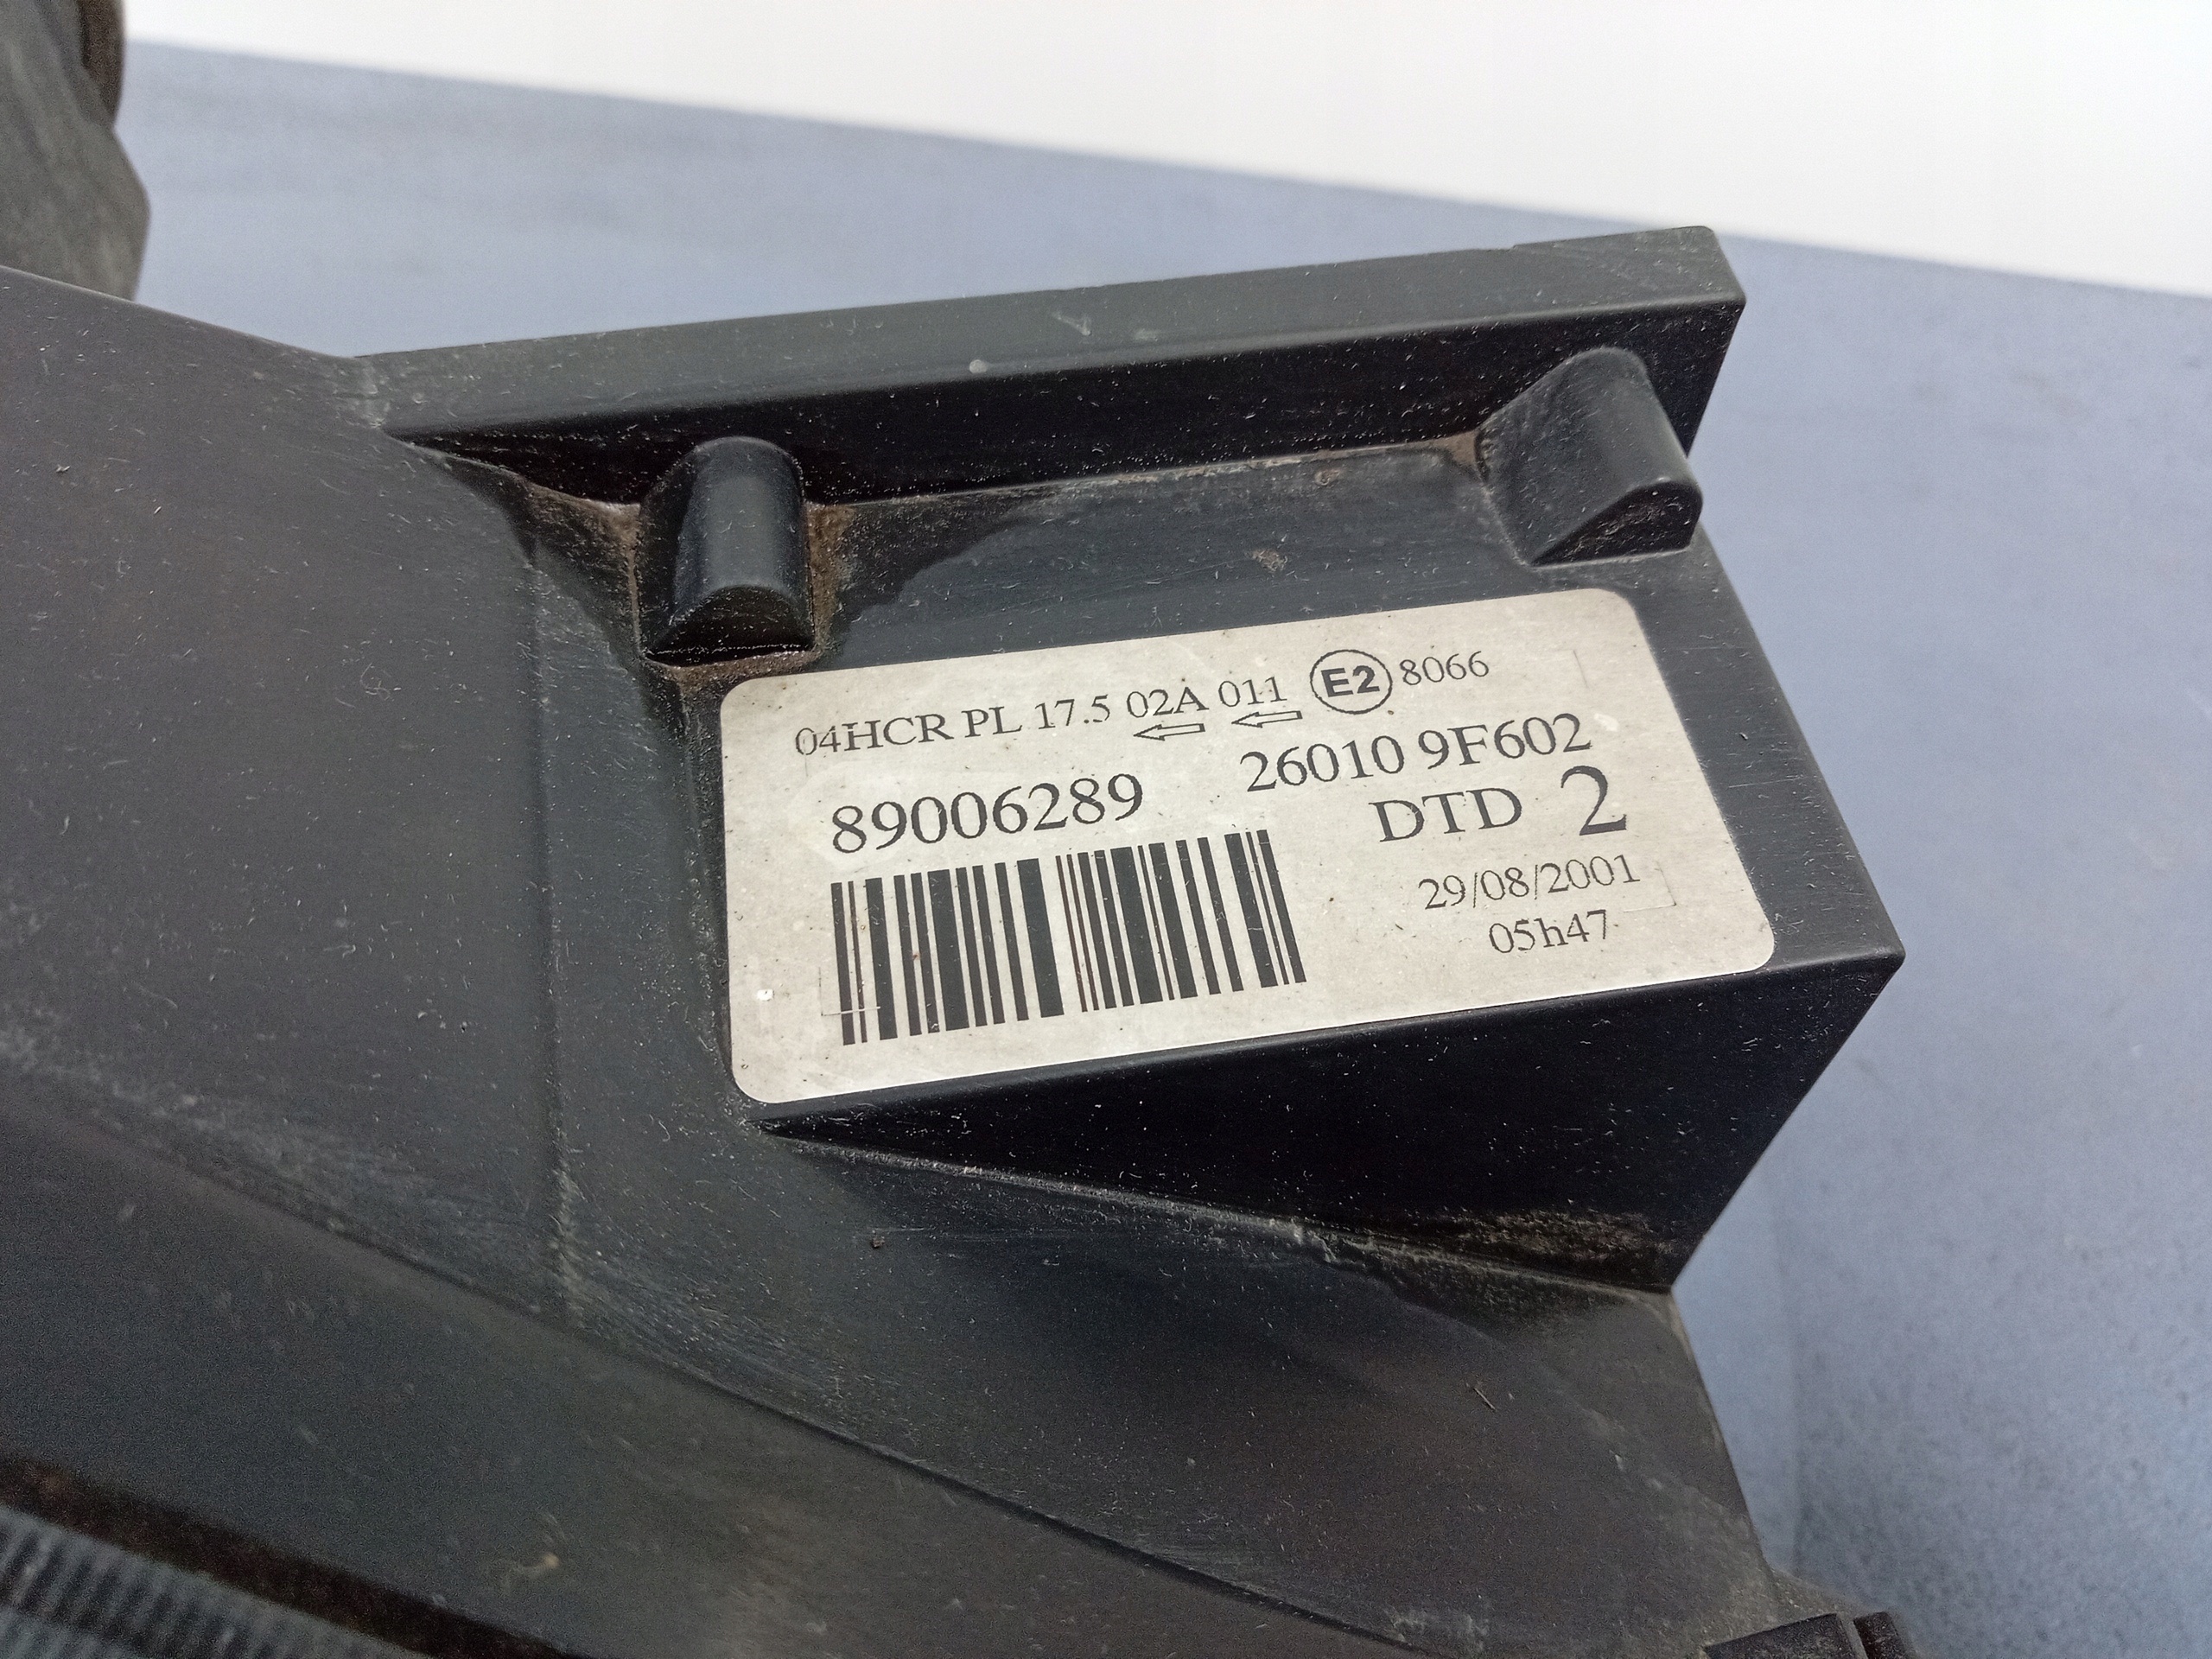 04HCR PL 17.5 02A 011 E2 8066
89006289 26010 9F602
DTD 2
29/08/2001
05h47